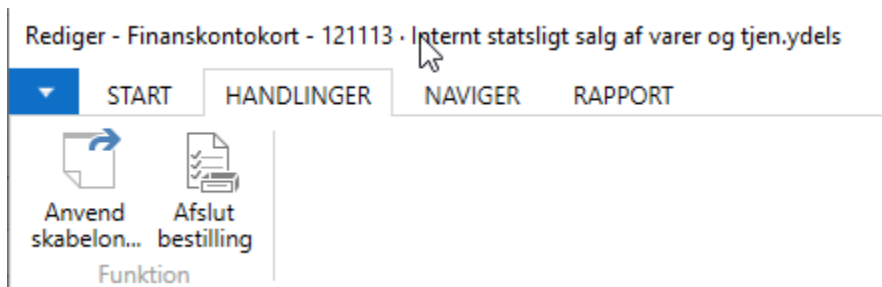 Rediger - Finanskontokort - 121113 · Internt statsligt salg af varer og tjen.ydels
START HANDLINGER NAVIGER RAPPORT
Anvend skabelon...
Afslut bestilling
Funktion